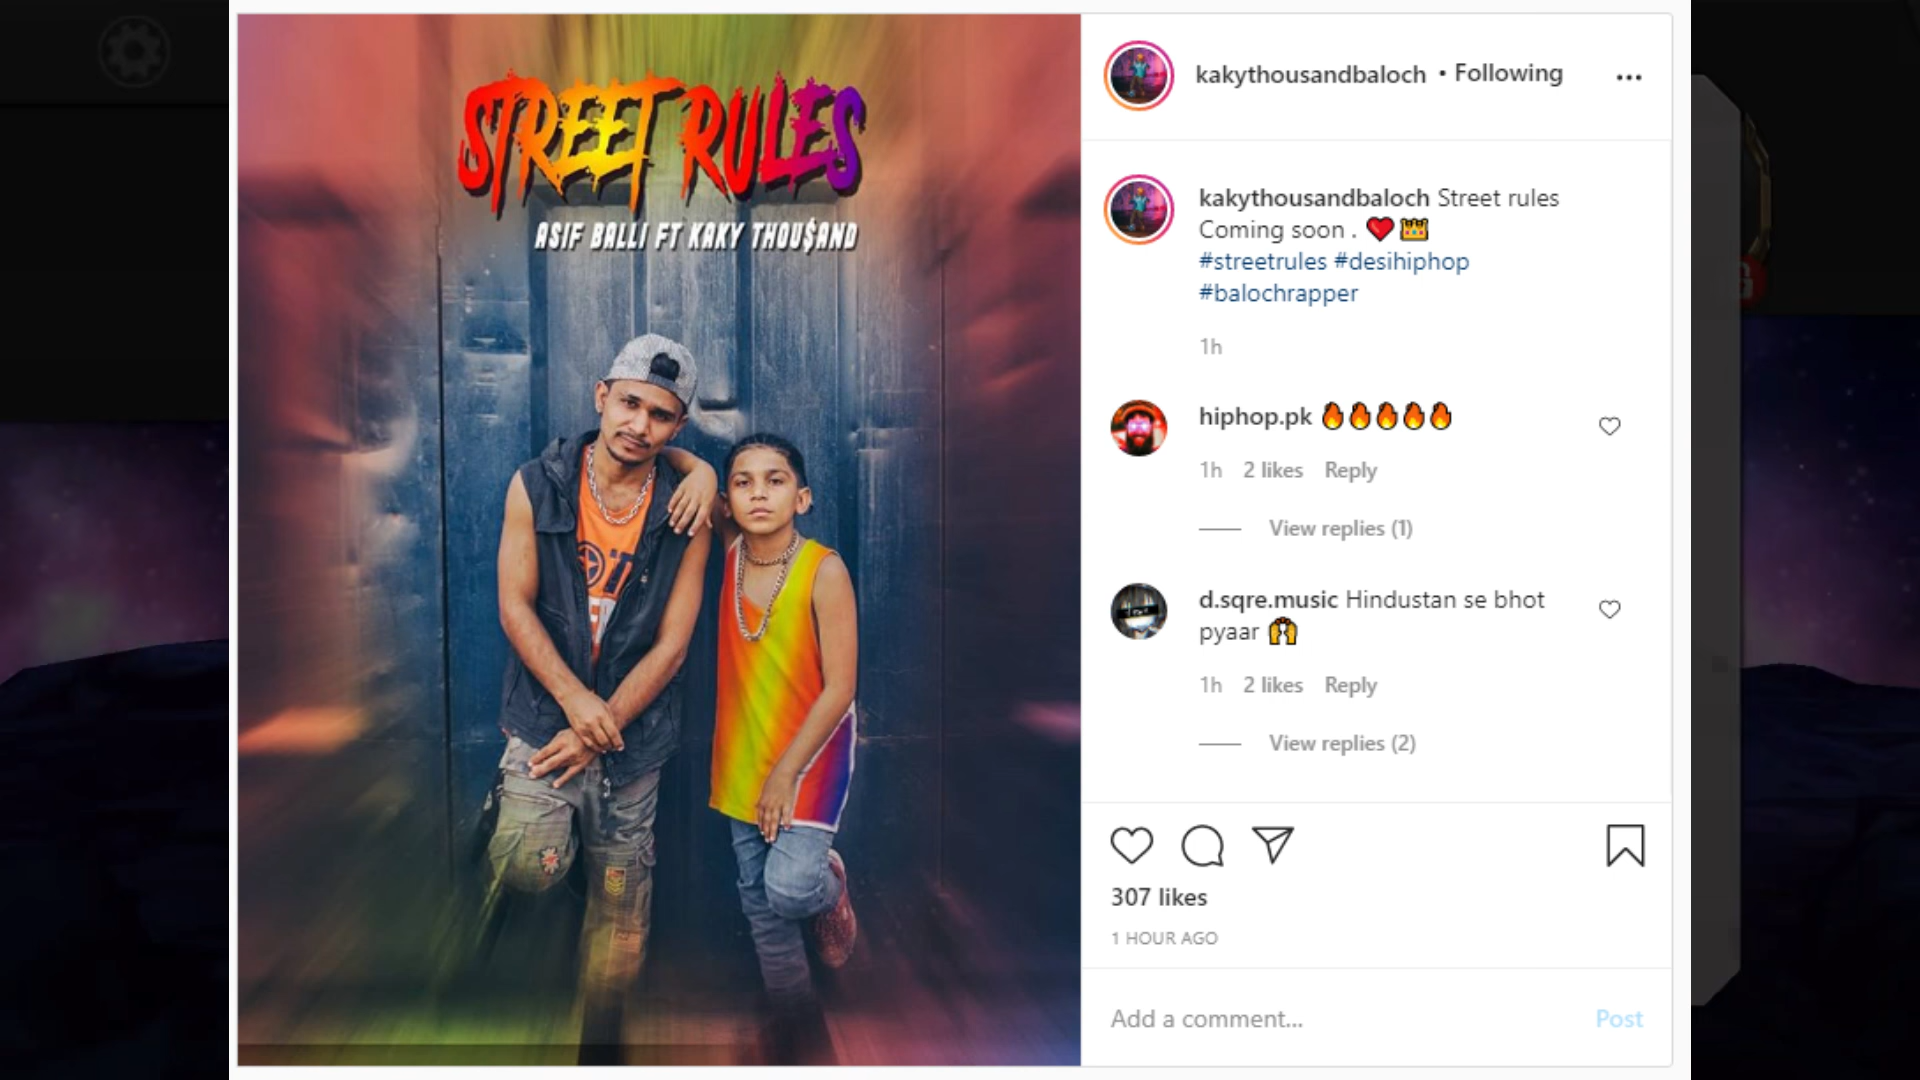 STREET RULES
ASIF BALLI FT KAKY THOU$AND
kakythousandbaloch • Following
kakythousandbaloch Street rules
Coming soon . ❤️👑
#streetrules #desihiphop
#balochrapper
1h
hiphop.pk 🔥🔥🔥🔥🔥
1h 2 likes Reply
View replies (1)
d.sqre.music Hindustan se bhot
pyaar 🙌
1h 2 likes Reply
View replies (2)
307 likes
1 HOUR AGO
Add a comment... Post